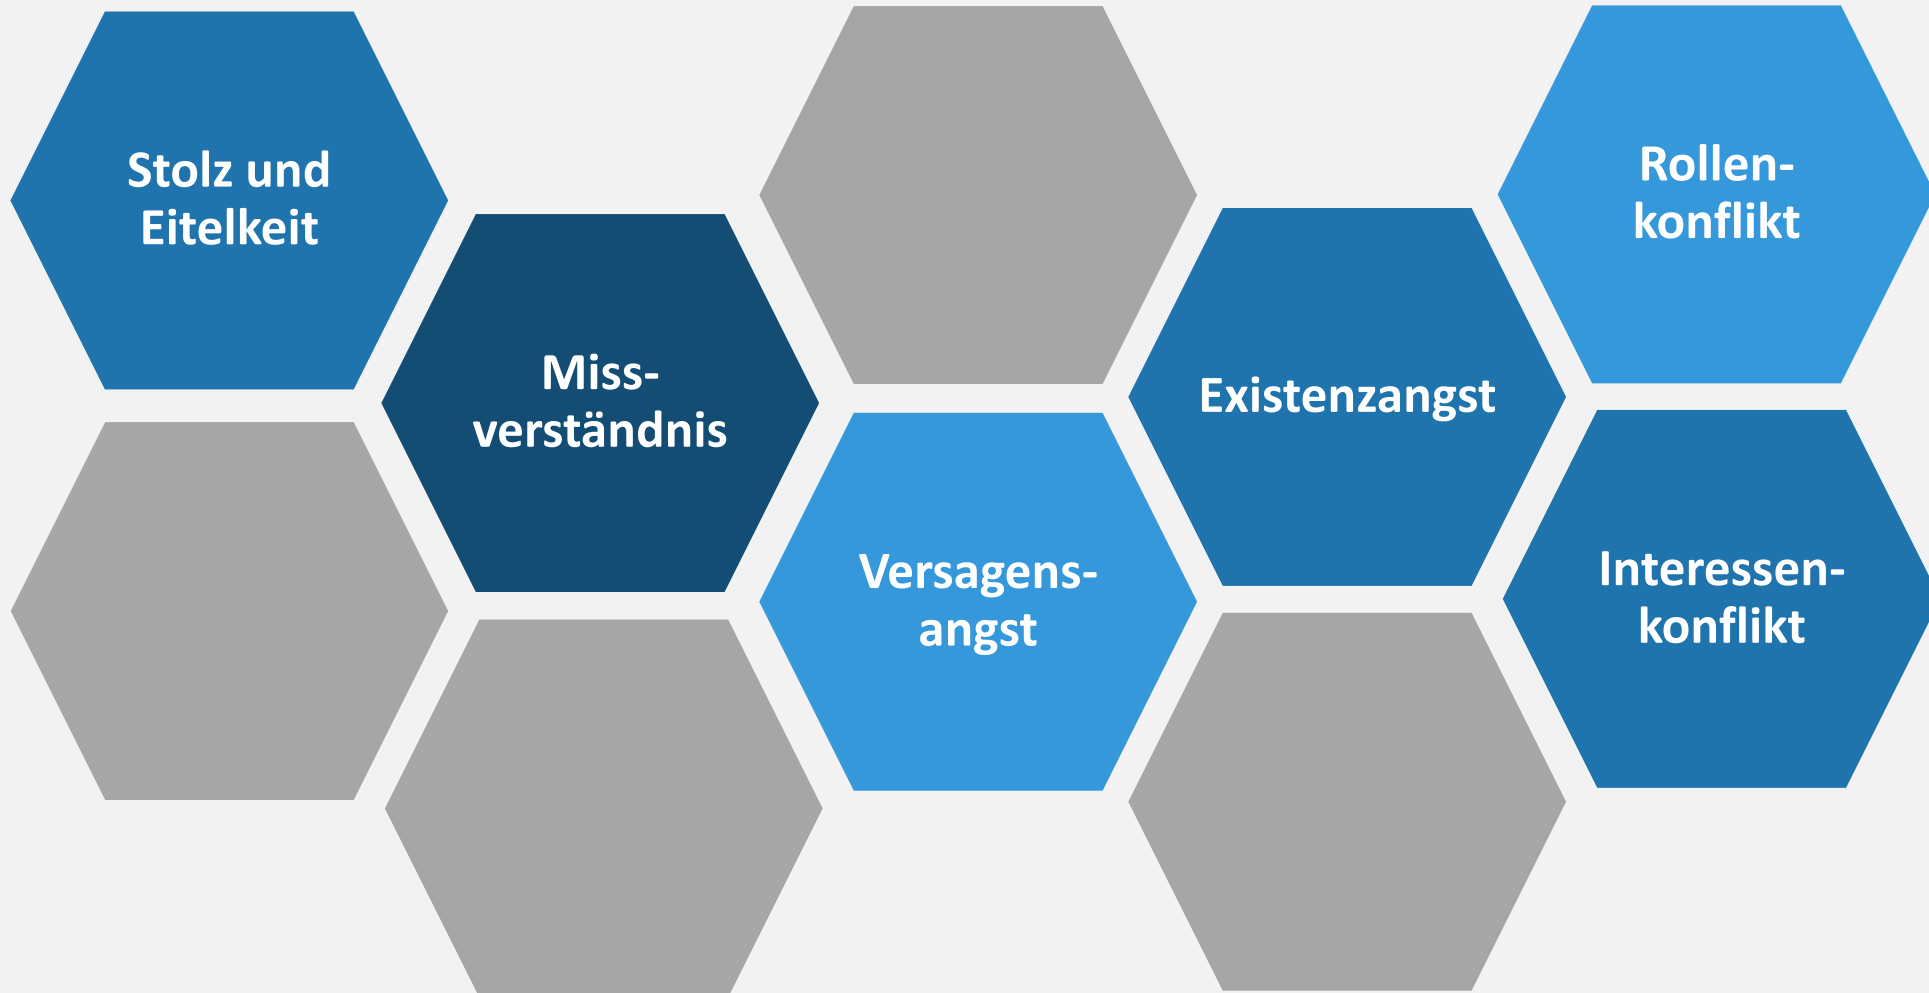 Stolz und
Eitelkeit
Miss-
verständnis
Versagens-
angst
Existenzangst
Rollen-
konflikt
Interessen-
konflikt